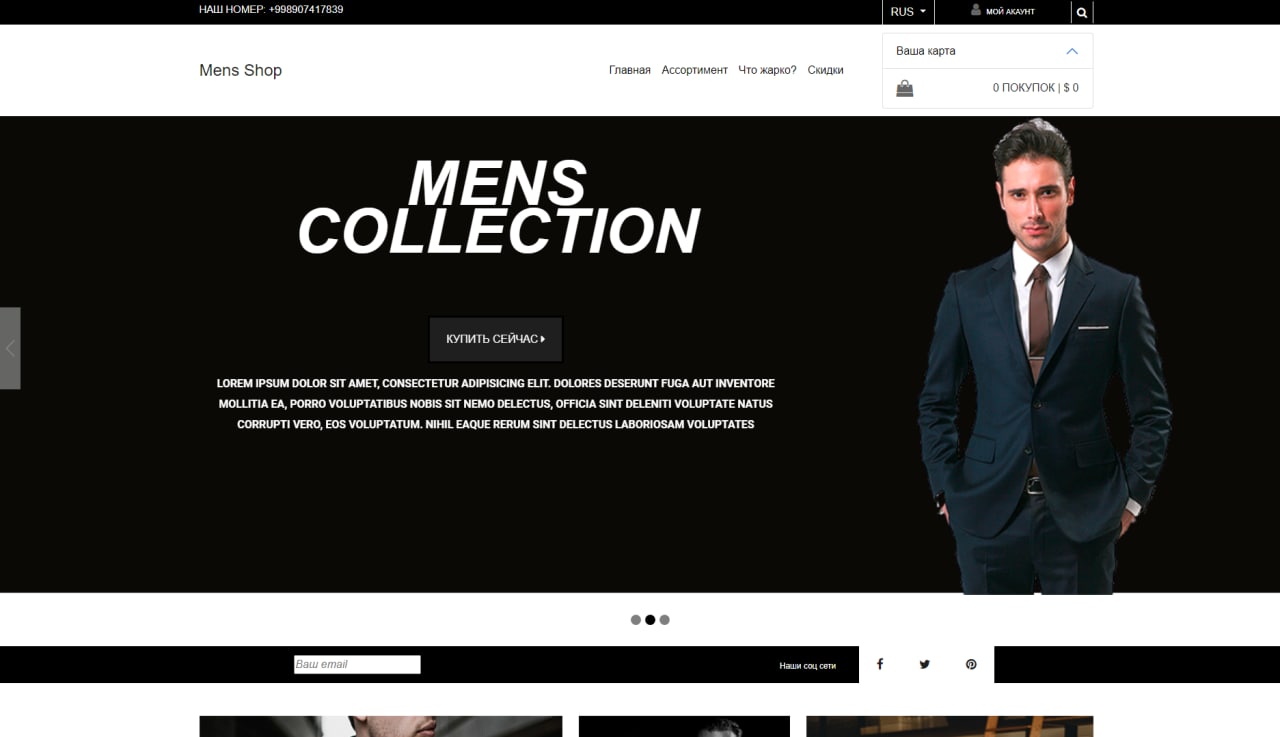 НАШ НОМЕР: +998907417839
RUS
МОЙ АКАУНТ
Mens Shop
Главная Ассортимент Что жарко? Скидки
Ваша карта
0 ПОКУПОК | $ 0
MENS
COLLECTION
КУПИТЬ СЕЙЧАС
LOREM IPSUM DOLOR SIT AMET, CONSECTETUR ADIPISICING ELIT. DOLORES DESERUNT FUGA AUT INVENTORE
MOLLITIA EA, PORRO VOLUPTATIBUS NOBIS SIT NEMO DELECTUS, OFFICIA SINT DELENITI VOLUPTATE NATUS
CORRUPTI VERO, EOS VOLUPTATUM. NIHIL EAQUE RERUM SINT DELECTUS LABORIOSAM VOLUPTATES
Ваш email
Наши соц сети